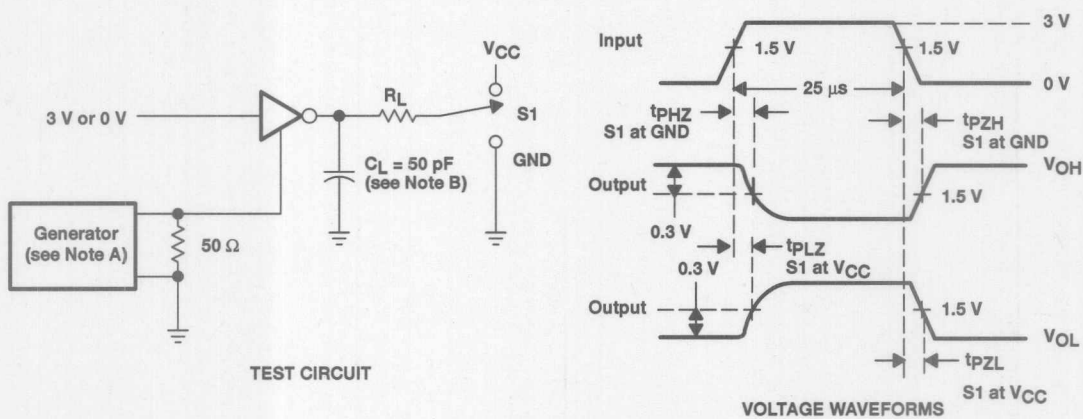 VCC
RL
S1
3 V or 0 V
GND
CL = 50 pF
(see Note B)
Generator
(see Note A)
50 Ω
TEST CIRCUIT
3 V
Input
1.5 V
1.5 V
0 V
25 µs
tPHZ
S1 at GND
tPZH
S1 at GND
VOH
Output
1.5 V
0.3 V
tPLZ
S1 at VCC
0.3 V
Output
1.5 V
VOL
tPZL
S1 at VCC
VOLTAGE WAVEFORMS